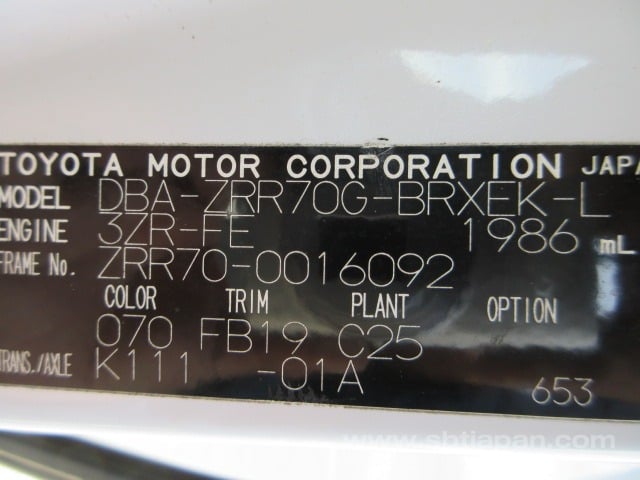 TOYOTA MOTOR CORPORATION JAPA
MODEL DBA-ZRR70G-BRXEK-L
ENGINE 3ZR-FE 1986 mL
FRAME No. ZRR70-0016092
COLOR TRIM PLANT OPTION
070 FB19 C25
TRANS./AXLE K111 -01A 653
www.shtjapan.com